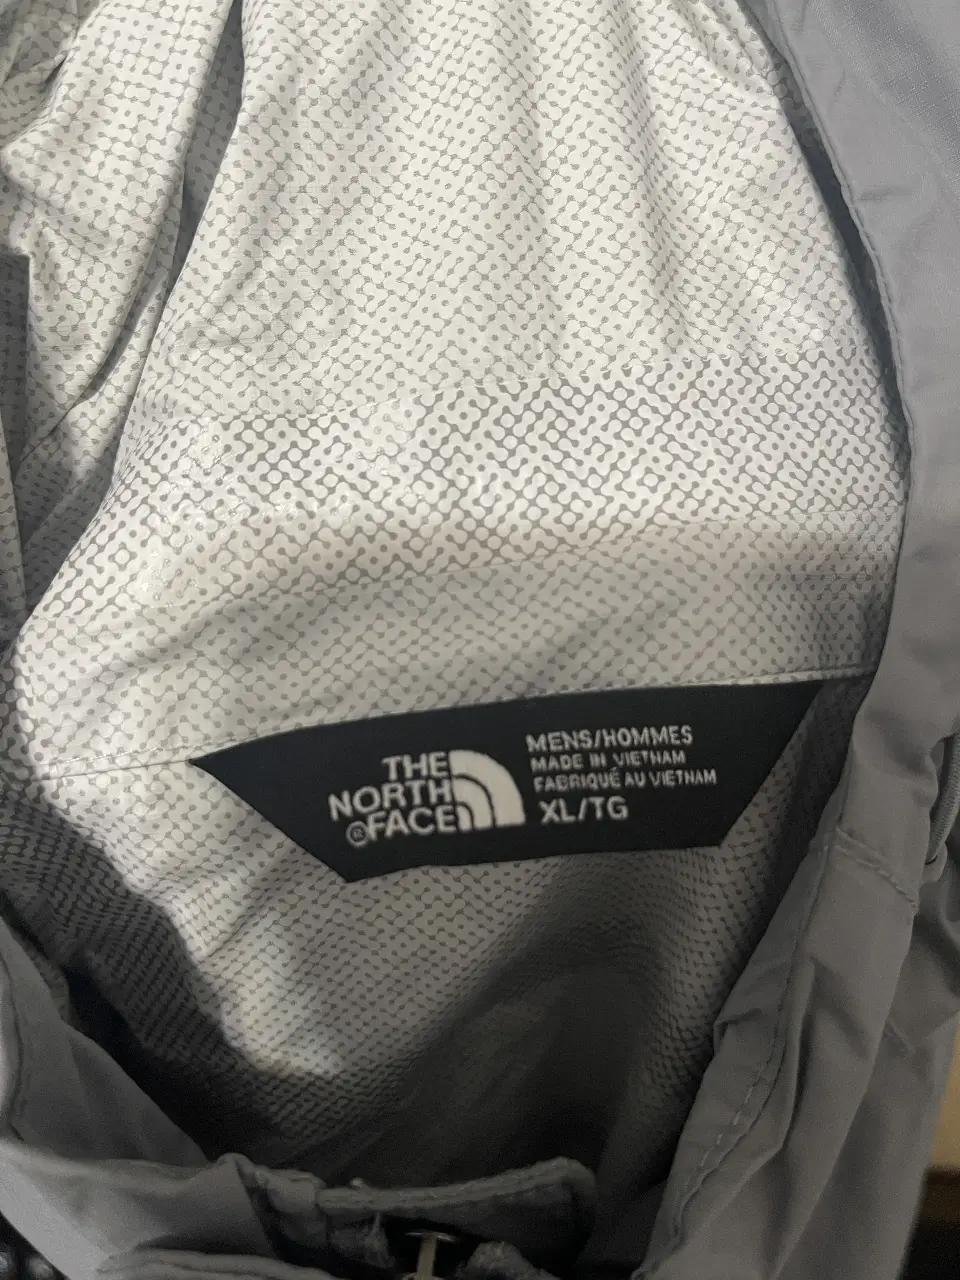 THE
NORTH
®FACE
MENS/HOMMES
MADE IN VIETNAM
FABRIQUÉ AU VIETNAM
XL/TG